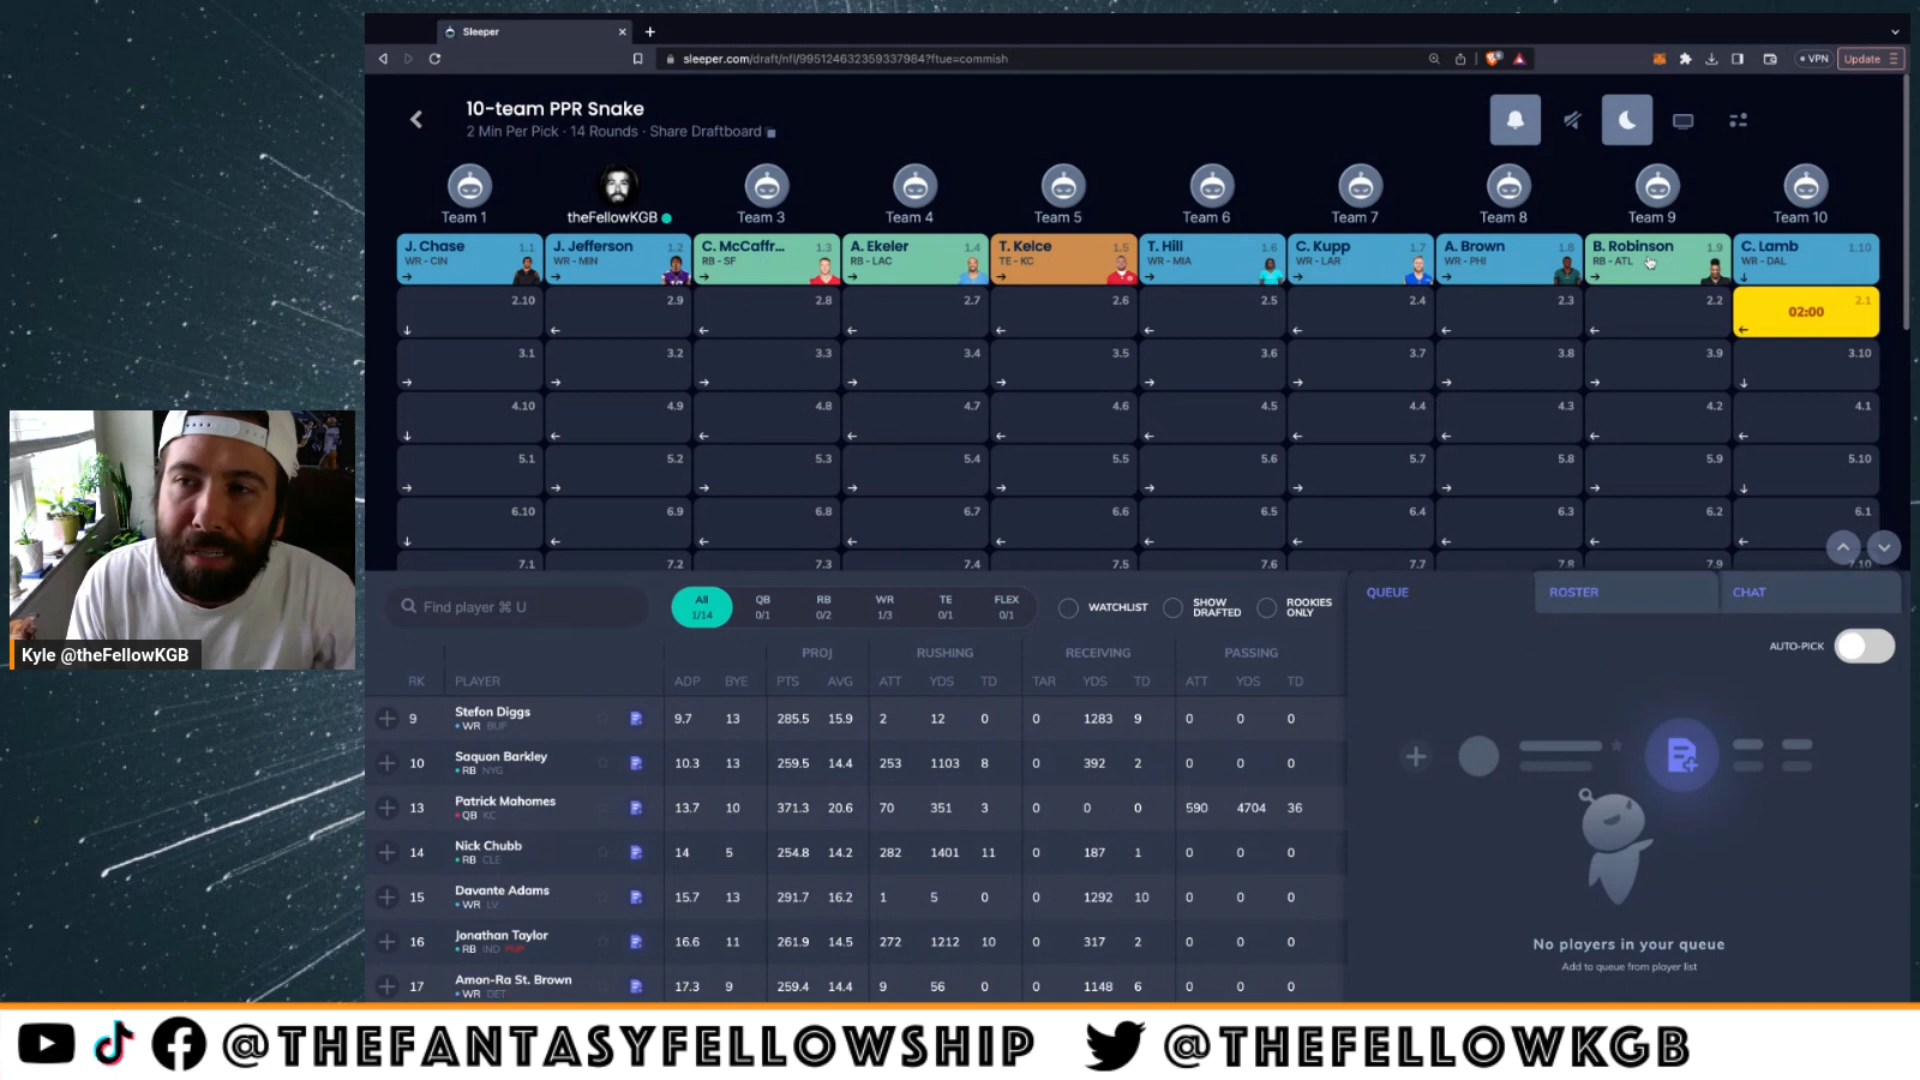 Sleeper
sleeper.com/draft/nfl/995124632359337984?ftue=commish
VPN
Update
10-team PPR Snake
2 Min Per Pick · 14 Rounds · Share Draftboard
Team 1 theFellowKGB Team 3 Team 4 Team 5 Team 6 Team 7 Team 8 Team 9 Team 10
J. Chase 1.1 J. Jefferson 1.2 C. McCaffr... 1.3 A. Ekeler 1.4 T. Kelce 1.5 T. Hill 1.6 C. Kupp 1.7 A. Brown 1.8 B. Robinson 1.9 C. Lamb 1.10
WR - CIN WR - MIN RB - SF RB - LAC TE - KC WR - MIA WR - LAR WR - PHI RB - ATL WR - DAL
2.10 2.9 2.8 2.7 2.6 2.5 2.4 2.3 2.2 2.1
02:00
3.1 3.2 3.3 3.4 3.5 3.6 3.7 3.8 3.9 3.10
4.10 4.9 4.8 4.7 4.6 4.5 4.4 4.3 4.2 4.1
5.1 5.2 5.3 5.4 5.5 5.6 5.7 5.8 5.9 5.10
6.10 6.9 6.8 6.7 6.6 6.5 6.4 6.3 6.2 6.1
7.1 7.2 7.3 7.4 7.5 7.6 7.7 7.8 7.9 7.10
Find player ⌘ U
All QB RB WR TE FLEX
1/14 0/1 0/2 1/3 0/1 0/1
WATCHLIST
SHOW
DRAFTED
ROOKIES
ONLY
QUEUE ROSTER CHAT
AUTO-PICK
PROJ RUSHING RECEIVING PASSING
RK PLAYER ADP BYE PTS AVG ATT YDS TD TAR YDS TD ATT YDS TD
9 Stefon Diggs 9.7 13 285.5 15.9 2 12 0 0 1283 9 0 0 0
WR BUF
10 Saquon Barkley 10.3 13 259.5 14.4 253 1103 8 0 392 2 0 0 0
RB NYG
13 Patrick Mahomes 13.7 10 371.3 20.6 70 351 3 0 0 0 590 4704 36
QB KC
14 Nick Chubb 14 5 254.8 14.2 282 1401 11 0 187 1 0 0 0
RB CLE
15 Davante Adams 15.7 13 291.7 16.2 1 5 0 0 1292 10 0 0 0
WR LV
16 Jonathan Taylor 16.6 11 261.9 14.5 272 1212 10 0 317 2 0 0 0
RB IND PUP
17 Amon-Ra St. Brown 17.3 9 259.4 14.4 9 56 0 0 1148 6 0 0 0
WR DET
No players in your queue
Add to queue from player list
Kyle @theFellowKGB
@THEFANTASYFELLOWSHIP @THEFELLOWKGB